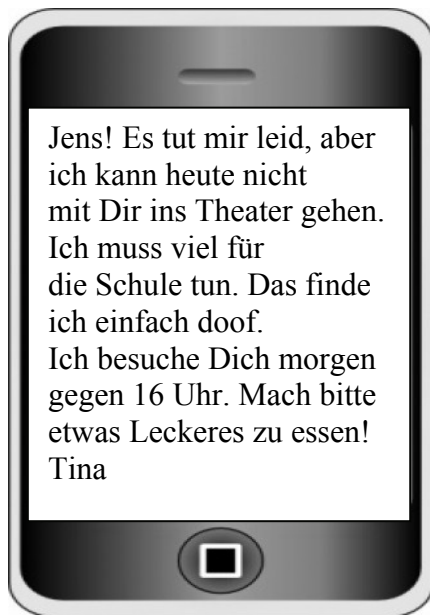 Jens! Es tut mir leid, aber
ich kann heute nicht
mit Dir ins Theater gehen.
Ich muss viel für
die Schule tun. Das finde
ich einfach doof.
Ich besuche Dich morgen
gegen 16 Uhr. Mach bitte
etwas Leckeres zu essen!
Tina